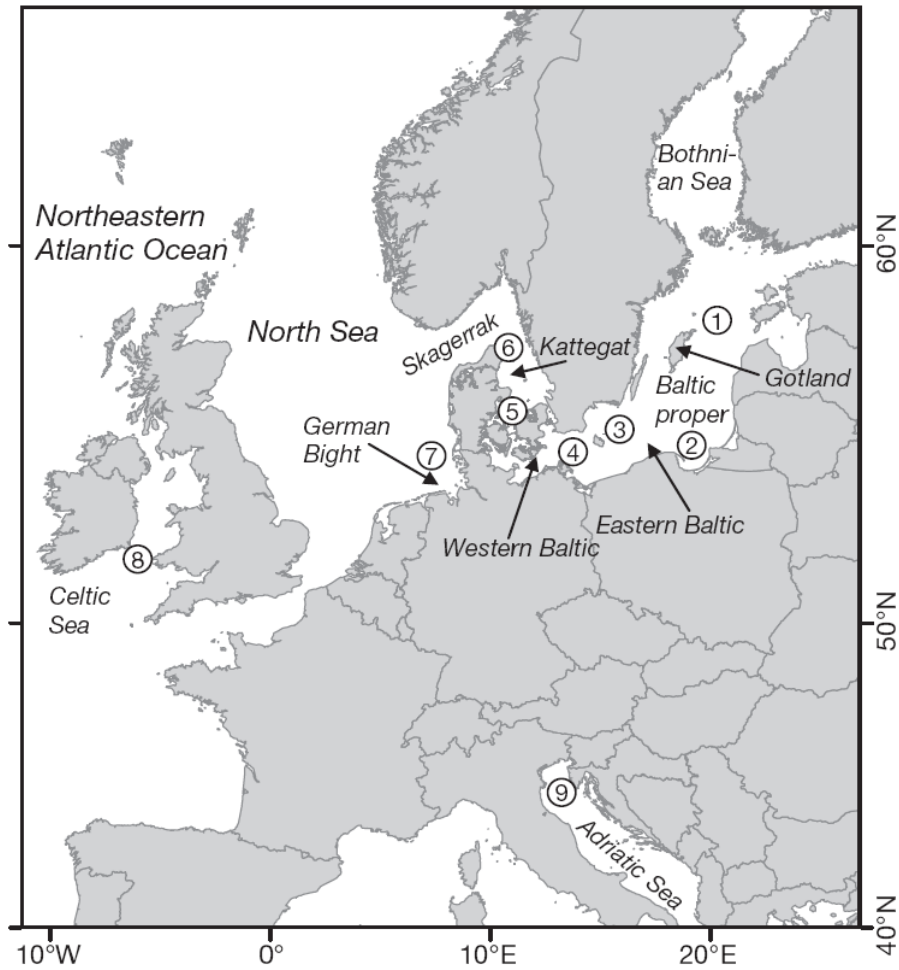 Bothni-
an Sea
Northeastern
Atlantic Ocean
60°N
North Sea
1
Skagerrak
6
Kattegat
Gotland
Baltic
proper
5
3
2
German
Bight
7
4
Eastern Baltic
Western Baltic
8
Celtic
Sea
50°N
9
Adriatic Sea
40°N
10°W
0°
10°E
20°E